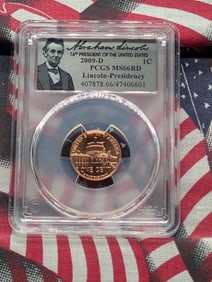 Abraham Lincoln
16TH PRESIDENT OF THE UNITED STATES
2009-D 1C
PCGS MS66RD
Lincoln-Presidency
407878.66/47406601
ONE CENT